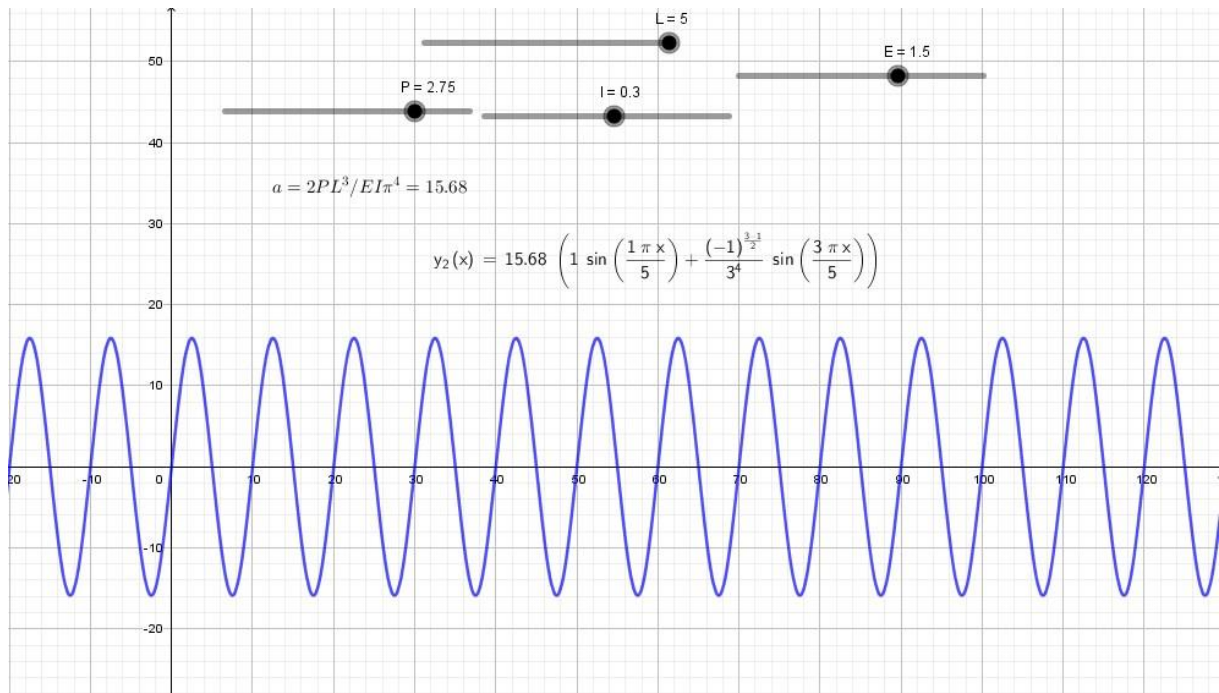 L = 5
E = 1.5
50
P = 2.75
I = 0.3
40
a = 2PL³/EIπ⁴ = 15.68
30
y₂(x) = 15.68 (1 sin(1 π x / 5) + (-1)^((3-1)/2) / 3⁴ sin(3 π x / 5))
20
10
20 -10 0 10 20 30 40 50 60 70 80 90 100 110 120 1
-10
-20